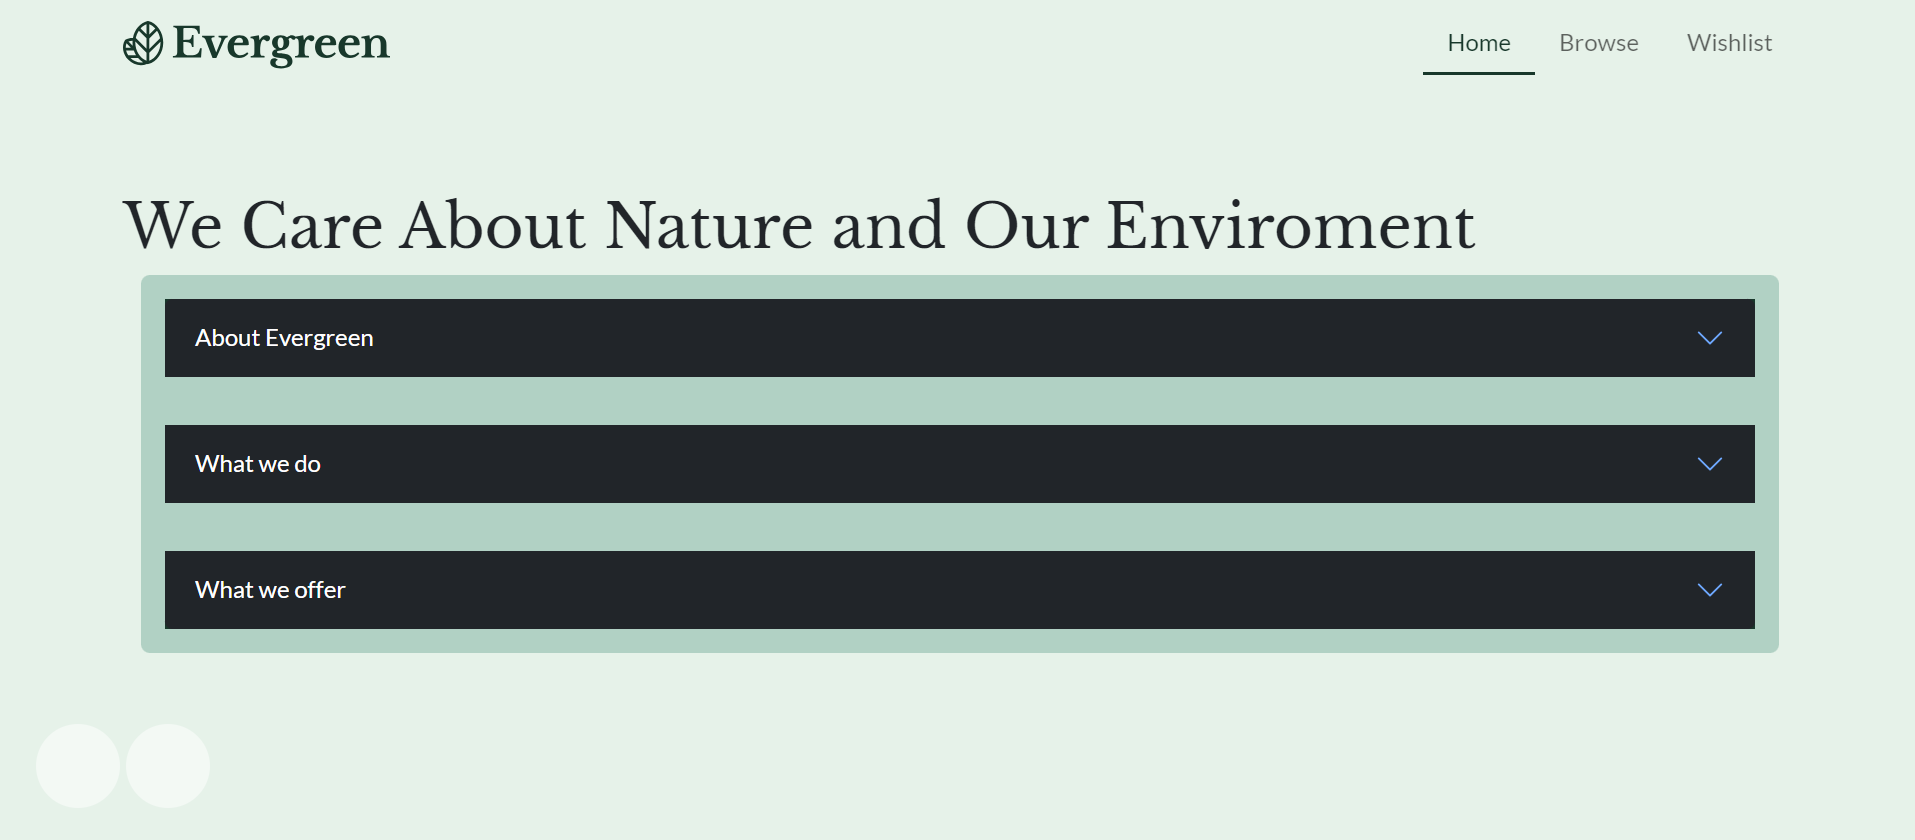 Evergreen
Home Browse Wishlist
We Care About Nature and Our Enviroment
About Evergreen
What we do
What we offer